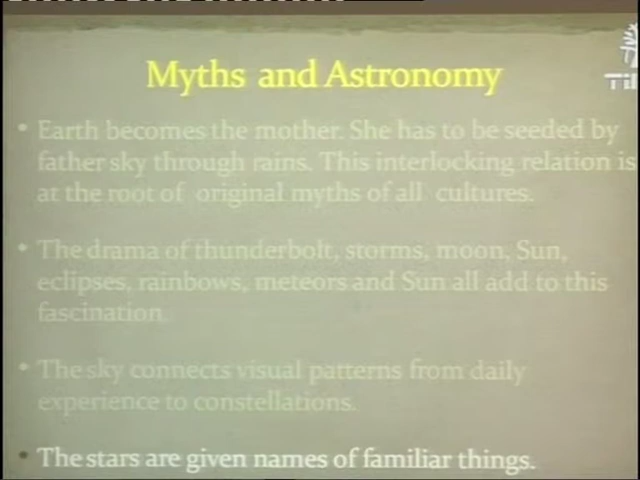 Myths and Astronomy
• Earth becomes the mother. She has to be seeded by
father sky through rains. This interlocking relation is
at the root of original myths of all cultures.
• The drama of thunderbolt, storms, moon, Sun,
eclipses, rainbows, meteors and Sun all add to this
fascination
• The sky connects visual patterns from daily
experience to constellations.
• The stars are given names of familiar things.